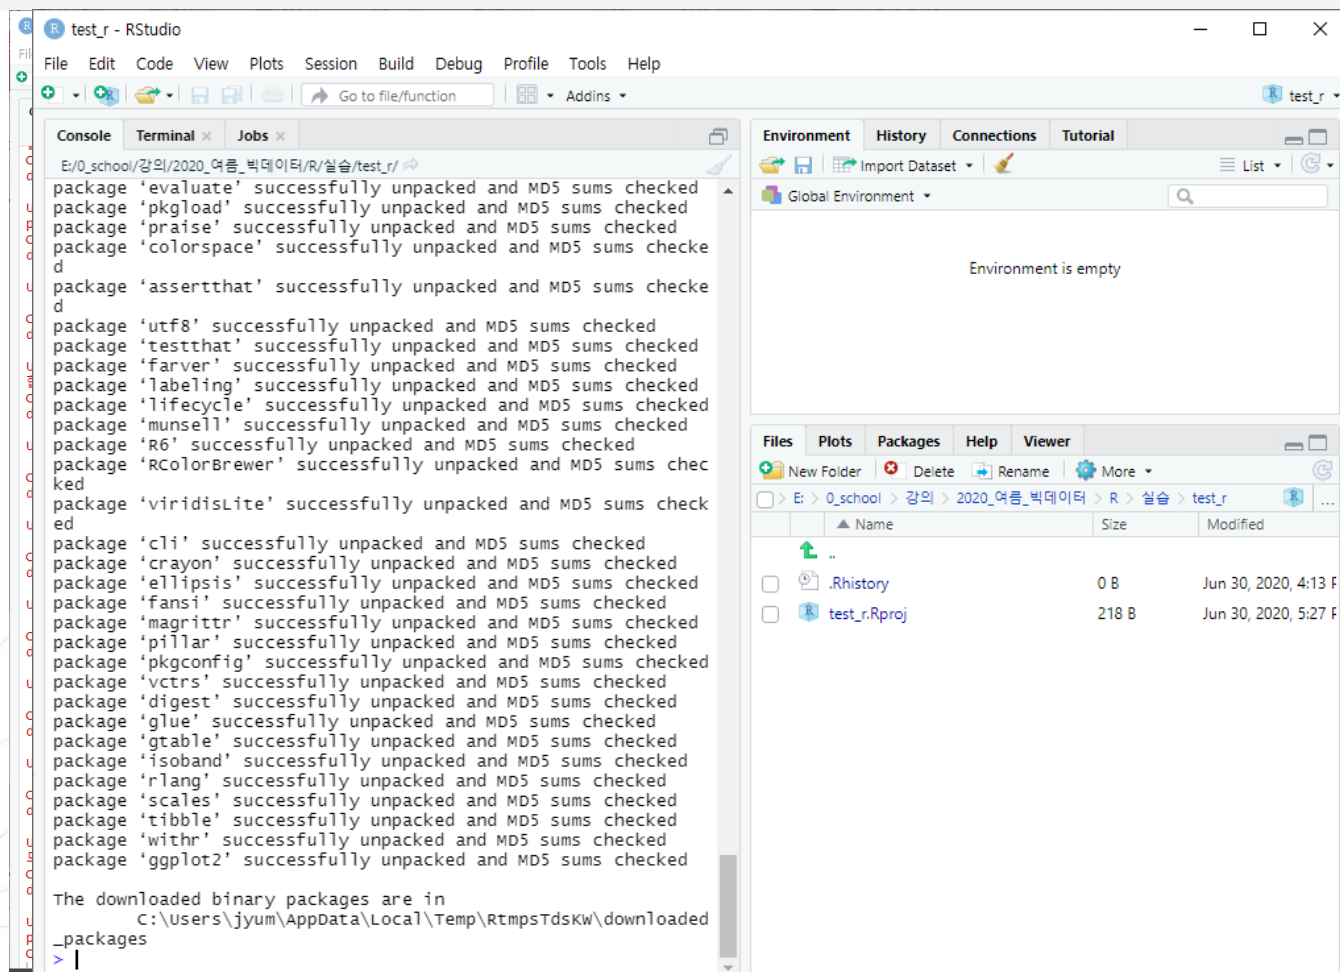 test_r - RStudio
File Edit Code View Plots Session Build Debug Profile Tools Help
Go to file/function Addins test_r
Console Terminal Jobs
E:/0_school/강의/2020_여름_빅데이터/R/실습/test_r/
package ‘evaluate’ successfully unpacked and MD5 sums checked
package ‘pkgload’ successfully unpacked and MD5 sums checked
package ‘praise’ successfully unpacked and MD5 sums checked
package ‘colorspace’ successfully unpacked and MD5 sums checke
d
package ‘assertthat’ successfully unpacked and MD5 sums checke
d
package ‘utf8’ successfully unpacked and MD5 sums checked
package ‘testthat’ successfully unpacked and MD5 sums checked
package ‘farver’ successfully unpacked and MD5 sums checked
package ‘labeling’ successfully unpacked and MD5 sums checked
package ‘lifecycle’ successfully unpacked and MD5 sums checked
package ‘munsell’ successfully unpacked and MD5 sums checked
package ‘R6’ successfully unpacked and MD5 sums checked
package ‘RColorBrewer’ successfully unpacked and MD5 sums chec
ked
package ‘viridisLite’ successfully unpacked and MD5 sums check
ed
package ‘cli’ successfully unpacked and MD5 sums checked
package ‘crayon’ successfully unpacked and MD5 sums checked
package ‘ellipsis’ successfully unpacked and MD5 sums checked
package ‘fansi’ successfully unpacked and MD5 sums checked
package ‘magrittr’ successfully unpacked and MD5 sums checked
package ‘pillar’ successfully unpacked and MD5 sums checked
package ‘pkgconfig’ successfully unpacked and MD5 sums checked
package ‘vctrs’ successfully unpacked and MD5 sums checked
package ‘digest’ successfully unpacked and MD5 sums checked
package ‘glue’ successfully unpacked and MD5 sums checked
package ‘gtable’ successfully unpacked and MD5 sums checked
package ‘isoband’ successfully unpacked and MD5 sums checked
package ‘rlang’ successfully unpacked and MD5 sums checked
package ‘scales’ successfully unpacked and MD5 sums checked
package ‘tibble’ successfully unpacked and MD5 sums checked
package ‘withr’ successfully unpacked and MD5 sums checked
package ‘ggplot2’ successfully unpacked and MD5 sums checked
The downloaded binary packages are in
C:\Users\jyum\AppData\Local\Temp\RtmpsTdsKW\downloaded
_packages
>
Environment History Connections Tutorial
Import Dataset List
Global Environment
Environment is empty
Files Plots Packages Help Viewer
New Folder Delete Rename More
E: > 0_school > 강의 > 2020_여름_빅데이터 > R > 실습 > test_r ...
Name Size Modified
..
.Rhistory 0 B Jun 30, 2020, 4:13 P
test_r.Rproj 218 B Jun 30, 2020, 5:27 P